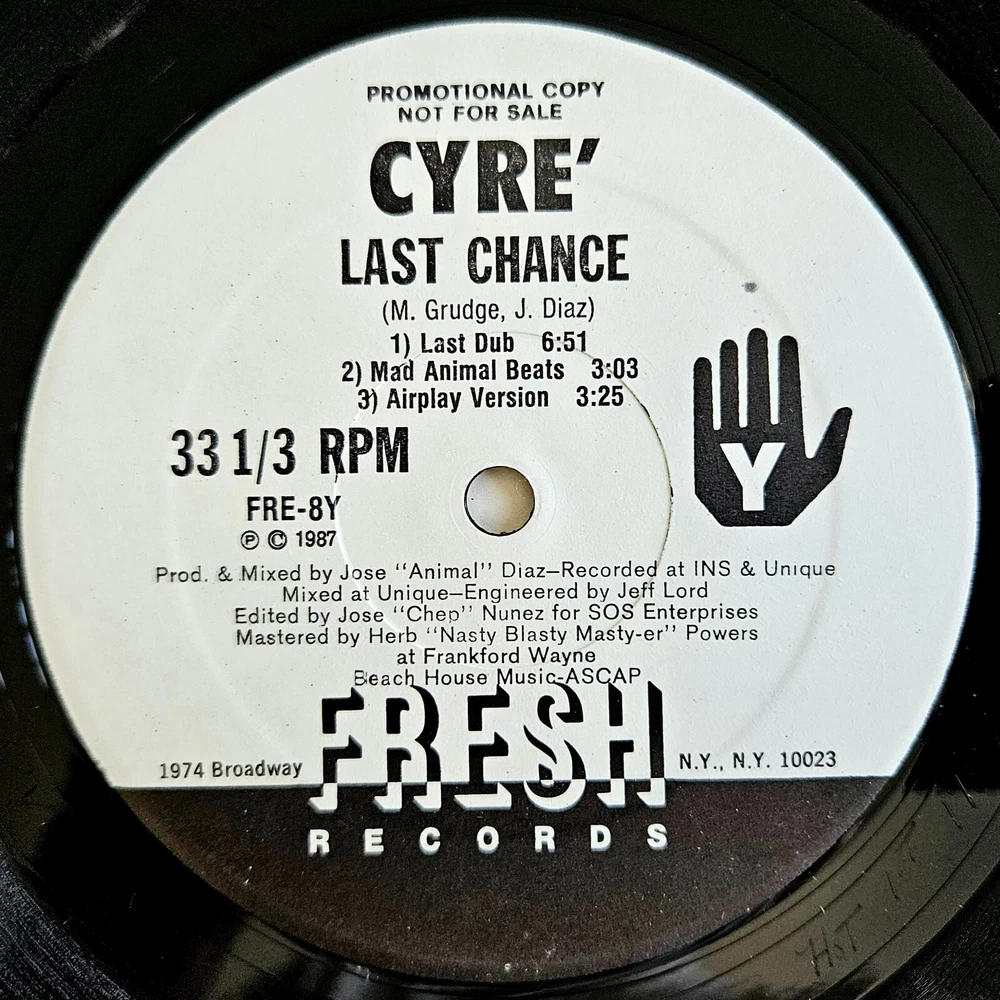 PROMOTIONAL COPY
NOT FOR SALE
CYRE'
LAST CHANCE
(M. Grudge, J. Diaz)
1) Last Dub 6:51
2) Mad Animal Beats 3:03
3) Airplay Version 3:25
33 1/3 RPM
FRE-8Y
Ⓟ © 1987
Y
Prod. & Mixed by Jose "Animal" Diaz—Recorded at INS & Unique
Mixed at Unique—Engineered by Jeff Lord
Edited by Jose "Chep" Nunez for SOS Enterprises
Mastered by Herb "Nasty Blasty Masty-er" Powers
at Frankford Wayne
Beach House Music-ASCAP
1974 Broadway
FRESH
N.Y., N.Y. 10023
RECORDS
HOT